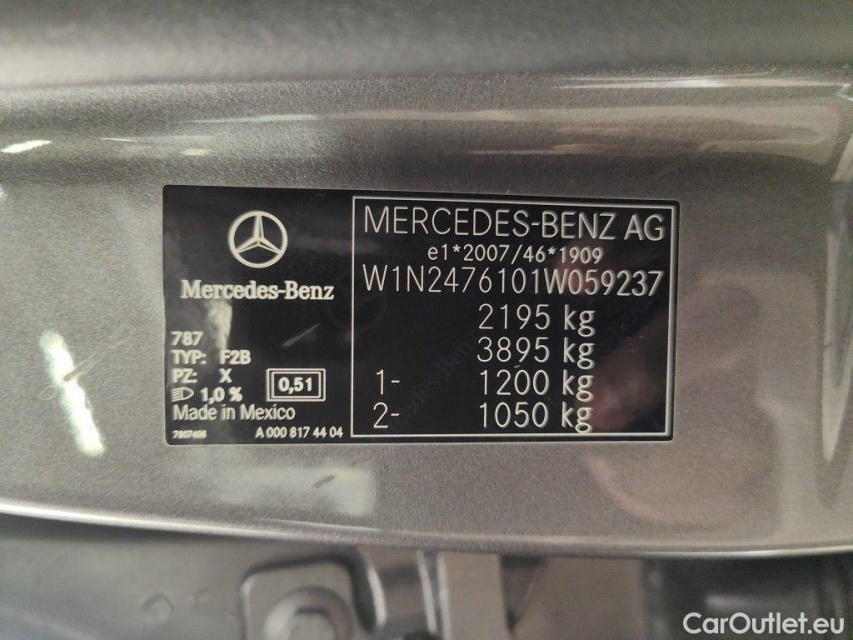 Mercedes-Benz
787
TYP: F2B
PZ: X
0,51
1,0 %
Made in Mexico
7807406
A 000 817 44 04
MERCEDES-BENZ AG
e1*2007/46*1909
W1N2476101W059237
2195 kg
3895 kg
1- 1200 kg
2- 1050 kg
CarOutlet.eu